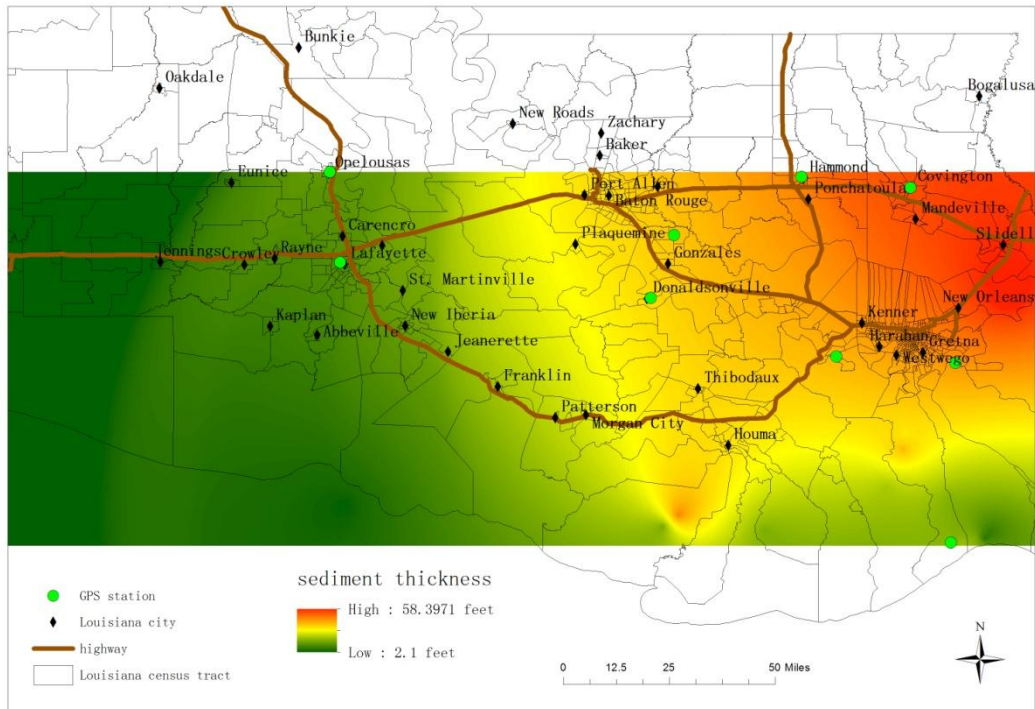 Bunkie
Oakdale
Bogalusa
New Roads
Zachary
Baker
Opelousas
Eunice
Hammond
Covington
Port Allen
Ponchatoula
Baton Rouge
Mandeville
Carencro
Plaquemine
Slidell
Jennings
Crowle
Rayne
Lafayette
Gonzales
St. Martinville
Donaldsonville
New Orleans
Kaplan
New Iberia
Kenner
Abbeville
Harahan
Gretna
Jeanerette
Westwego
Franklin
Thibodaux
Patterson
Morgan City
Houma
sediment thickness
GPS station
High : 58.3971 feet
Louisiana city
highway
Low : 2.1 feet
Louisiana census tract
0 12.5 25 50 Miles
N